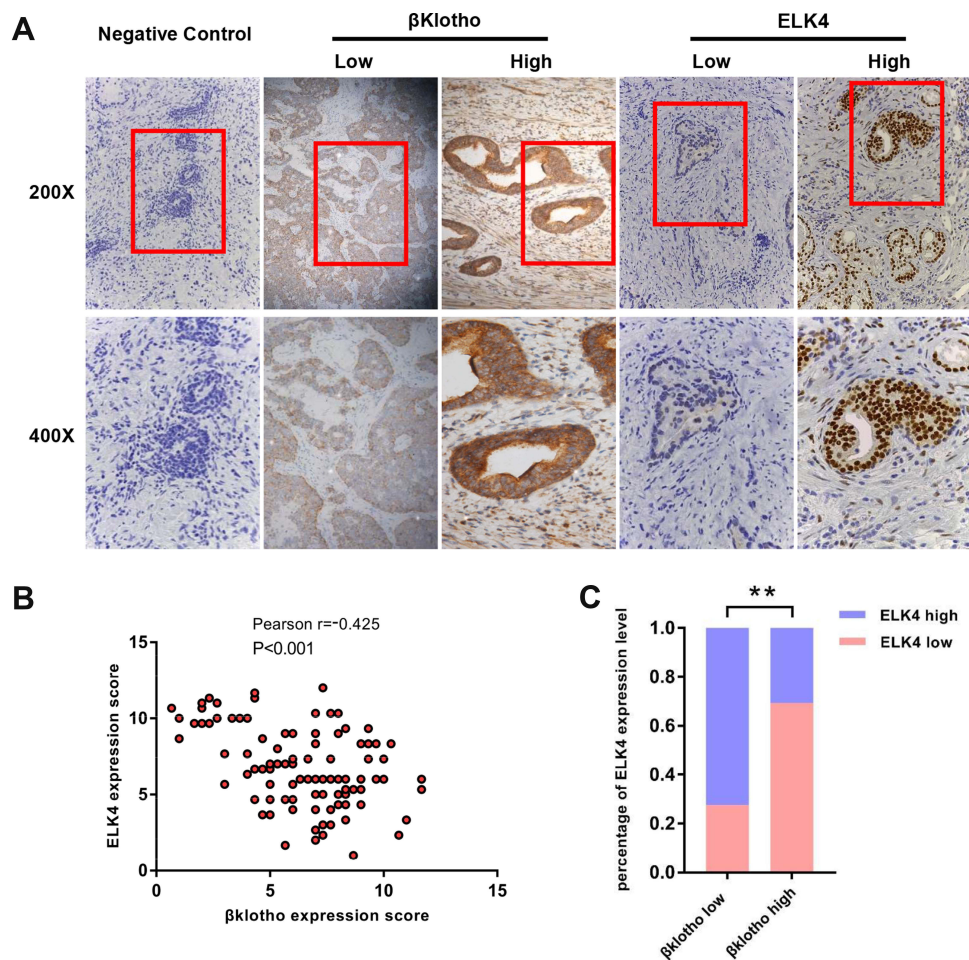 A
Negative Control
βKlotho
ELK4
Low
High
Low
High
200X
400X
B
Pearson r=-0.425
P<0.001
15
10
5
0
ELK4 expression score
0
5
10
15
βklotho expression score
C
**
ELK4 high
ELK4 low
1.0
0.8
0.6
0.4
0.2
0.0
percentage of ELK4 expression level
βklotho low
βklotho high